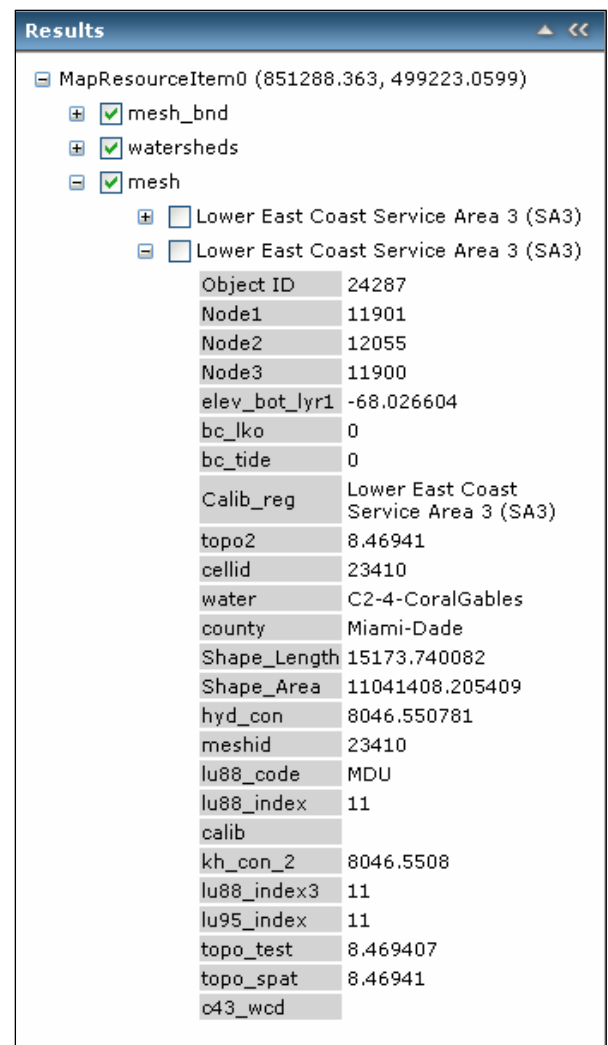 Results
MapResourceItem0 (851288.363, 499223.0599)
mesh_bnd
watersheds
mesh
Lower East Coast Service Area 3 (SA3)
Lower East Coast Service Area 3 (SA3)
Object ID 24287
Node1 11901
Node2 12055
Node3 11900
elev_bot_lyr1 -68.026604
bc_lko 0
bc_tide 0
Calib_reg Lower East Coast
Service Area 3 (SA3)
topo2 8.46941
cellid 23410
water C2-4-CoralGables
county Miami-Dade
Shape_Length 15173.740082
Shape_Area 11041408.205409
hyd_con 8046.550781
meshid 23410
lu88_code MDU
lu88_index 11
calib
kh_con_2 8046.5508
lu88_index3 11
lu95_index 11
topo_test 8.469407
topo_spat 8.46941
c43_wcd